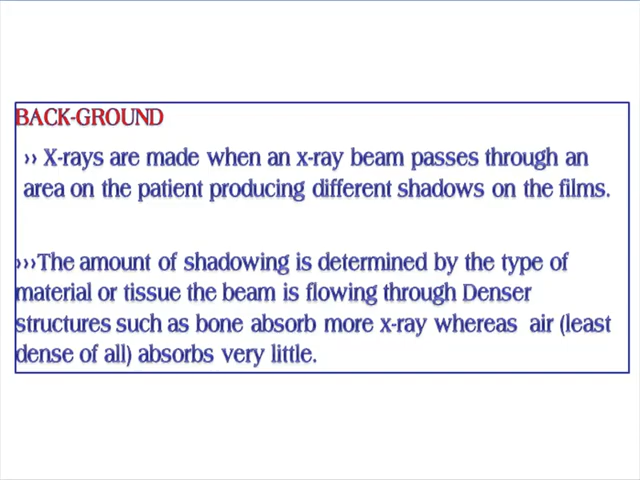 BACK-GROUND
›› X-rays are made when an x-ray beam passes through an
area on the patient producing different shadows on the films.
›››The amount of shadowing is determined by the type of
material or tissue the beam is flowing through Denser
structures such as bone absorb more x-ray whereas air (least
dense of all) absorbs very little.